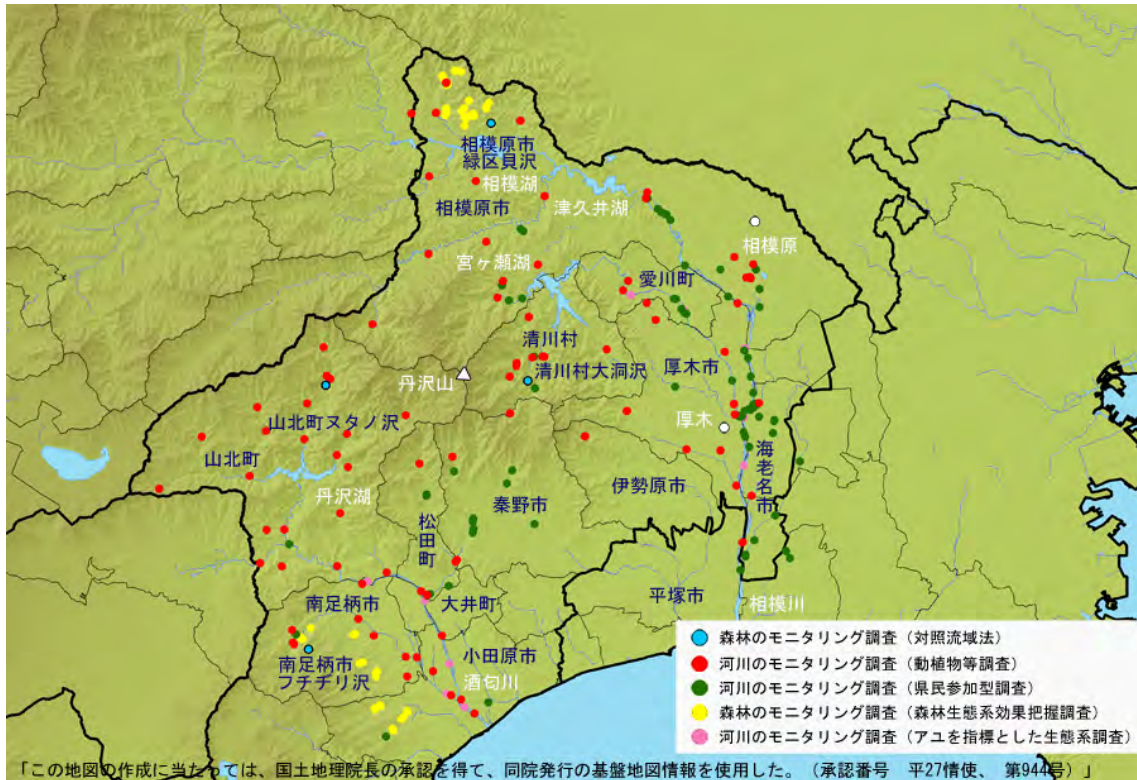 相模原市
緑区貝沢
相模湖
相模原市
津久井湖
相模原
宮ヶ瀬湖
愛川町
清川村
厚木市
丹沢山
清川村大洞沢
山北町ヌタノ沢
厚木
山北町
海老名市
伊勢原市
丹沢湖
秦野市
松田町
南足柄市
大井町
平塚市
相模川
小田原市
南足柄市
フチヂリ沢
酒匂川
森林のモニタリング調査(対照流域法)
河川のモニタリング調査(動植物等調査)
河川のモニタリング調査(県民参加型調査)
森林のモニタリング調査(森林生態系効果把握調査)
河川のモニタリング調査(アユを指標とした生態系調査)
「この地図の作成に当たっては、国土地理院長の承認を得て、同院発行の基盤地図情報を使用した。(承認番号 平27情使、 第944号)」